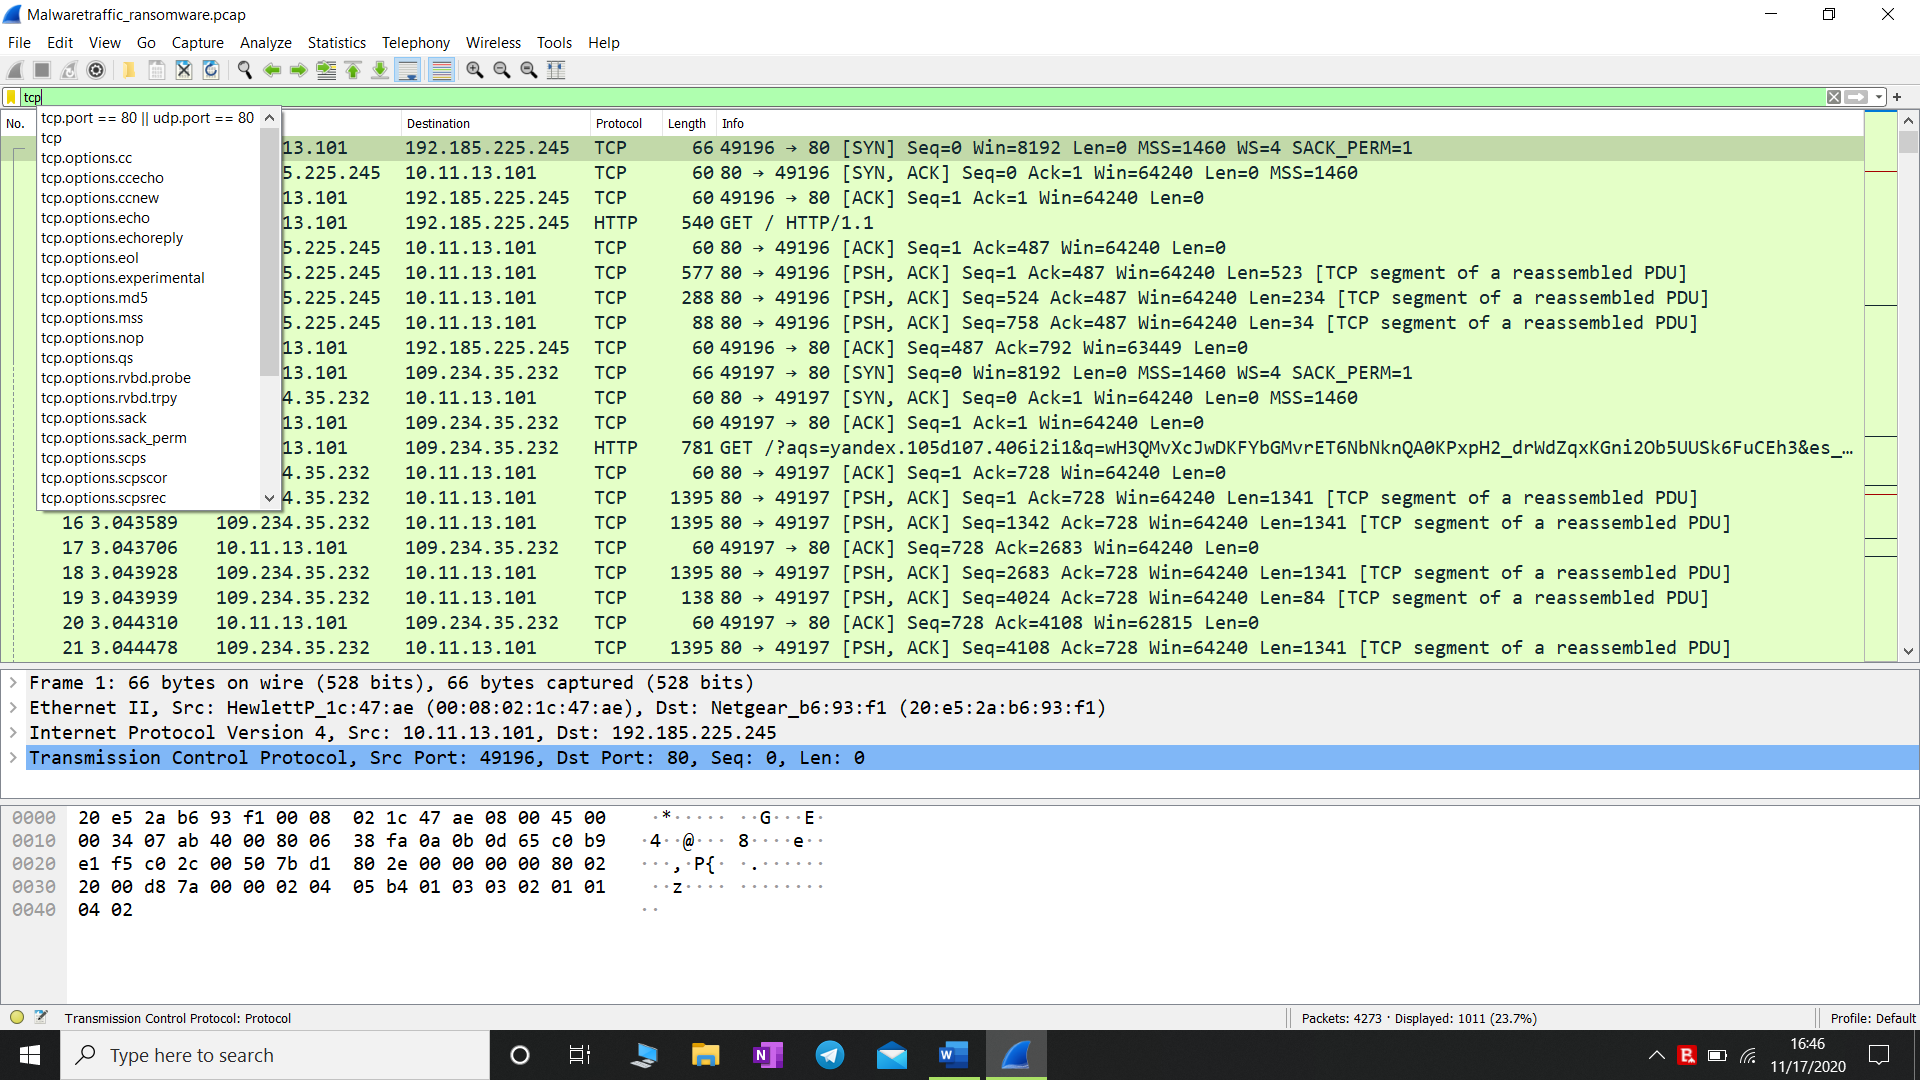 Malwaretraffic_ransomware.pcap
File Edit View Go Capture Analyze Statistics Telephony Wireless Tools Help
tcp
No. Destination Protocol Length Info
tcp.port == 80 || udp.port == 80
tcp
tcp.options.cc
tcp.options.ccecho
tcp.options.ccnew
tcp.options.echo
tcp.options.echoreply
tcp.options.eol
tcp.options.experimental
tcp.options.md5
tcp.options.mss
tcp.options.nop
tcp.options.qs
tcp.options.rvbd.probe
tcp.options.rvbd.trpy
tcp.options.sack
tcp.options.sack_perm
tcp.options.scps
tcp.options.scpscor
tcp.options.scpsrec
13.101 192.185.225.245 TCP 66 49196 → 80 [SYN] Seq=0 Win=8192 Len=0 MSS=1460 WS=4 SACK_PERM=1
5.225.245 10.11.13.101 TCP 60 80 → 49196 [SYN, ACK] Seq=0 Ack=1 Win=64240 Len=0 MSS=1460
13.101 192.185.225.245 TCP 60 49196 → 80 [ACK] Seq=1 Ack=1 Win=64240 Len=0
13.101 192.185.225.245 HTTP 540 GET / HTTP/1.1
5.225.245 10.11.13.101 TCP 60 80 → 49196 [ACK] Seq=1 Ack=487 Win=64240 Len=0
5.225.245 10.11.13.101 TCP 577 80 → 49196 [PSH, ACK] Seq=1 Ack=487 Win=64240 Len=523 [TCP segment of a reassembled PDU]
5.225.245 10.11.13.101 TCP 288 80 → 49196 [PSH, ACK] Seq=524 Ack=487 Win=64240 Len=234 [TCP segment of a reassembled PDU]
5.225.245 10.11.13.101 TCP 88 80 → 49196 [PSH, ACK] Seq=758 Ack=487 Win=64240 Len=34 [TCP segment of a reassembled PDU]
13.101 192.185.225.245 TCP 60 49196 → 80 [ACK] Seq=487 Ack=792 Win=63449 Len=0
13.101 109.234.35.232 TCP 66 49197 → 80 [SYN] Seq=0 Win=8192 Len=0 MSS=1460 WS=4 SACK_PERM=1
4.35.232 10.11.13.101 TCP 60 80 → 49197 [SYN, ACK] Seq=0 Ack=1 Win=64240 Len=0 MSS=1460
13.101 109.234.35.232 TCP 60 49197 → 80 [ACK] Seq=1 Ack=1 Win=64240 Len=0
13.101 109.234.35.232 HTTP 781 GET /?aqs=yandex.105d107.406i2i1&q=wH3QMvXcJwDKFYbGMvrET6NbNknQA0KPxpH2_drWdZqxKGni2Ob5UUSk6FuCEh3&es_…
4.35.232 10.11.13.101 TCP 60 80 → 49197 [ACK] Seq=1 Ack=728 Win=64240 Len=0
4.35.232 10.11.13.101 TCP 1395 80 → 49197 [PSH, ACK] Seq=1 Ack=728 Win=64240 Len=1341 [TCP segment of a reassembled PDU]
16 3.043589 109.234.35.232 10.11.13.101 TCP 1395 80 → 49197 [PSH, ACK] Seq=1342 Ack=728 Win=64240 Len=1341 [TCP segment of a reassembled PDU]
17 3.043706 10.11.13.101 109.234.35.232 TCP 60 49197 → 80 [ACK] Seq=728 Ack=2683 Win=64240 Len=0
18 3.043928 109.234.35.232 10.11.13.101 TCP 1395 80 → 49197 [PSH, ACK] Seq=2683 Ack=728 Win=64240 Len=1341 [TCP segment of a reassembled PDU]
19 3.043939 109.234.35.232 10.11.13.101 TCP 138 80 → 49197 [PSH, ACK] Seq=4024 Ack=728 Win=64240 Len=84 [TCP segment of a reassembled PDU]
20 3.044310 10.11.13.101 109.234.35.232 TCP 60 49197 → 80 [ACK] Seq=728 Ack=4108 Win=62815 Len=0
21 3.044478 109.234.35.232 10.11.13.101 TCP 1395 80 → 49197 [PSH, ACK] Seq=4108 Ack=728 Win=64240 Len=1341 [TCP segment of a reassembled PDU]
Frame 1: 66 bytes on wire (528 bits), 66 bytes captured (528 bits)
Ethernet II, Src: HewlettP_1c:47:ae (00:08:02:1c:47:ae), Dst: Netgear_b6:93:f1 (20:e5:2a:b6:93:f1)
Internet Protocol Version 4, Src: 10.11.13.101, Dst: 192.185.225.245
Transmission Control Protocol, Src Port: 49196, Dst Port: 80, Seq: 0, Len: 0
0000 20 e5 2a b6 93 f1 00 08 02 1c 47 ae 08 00 45 00 ·*····· ··G···E·
0010 00 34 07 ab 40 00 80 06 38 fa 0a 0b 0d 65 c0 b9 ·4··@··· 8····e··
0020 e1 f5 c0 2c 00 50 7b d1 80 2e 00 00 00 00 80 02 ···,·P{· ·.······
0030 20 00 d8 7a 00 00 02 04 05 b4 01 03 03 02 01 01 ··z···· ········
0040 04 02 ··
Transmission Control Protocol: Protocol Packets: 4273 · Displayed: 1011 (23.7%) Profile: Default
Type here to search
16:46
11/17/2020